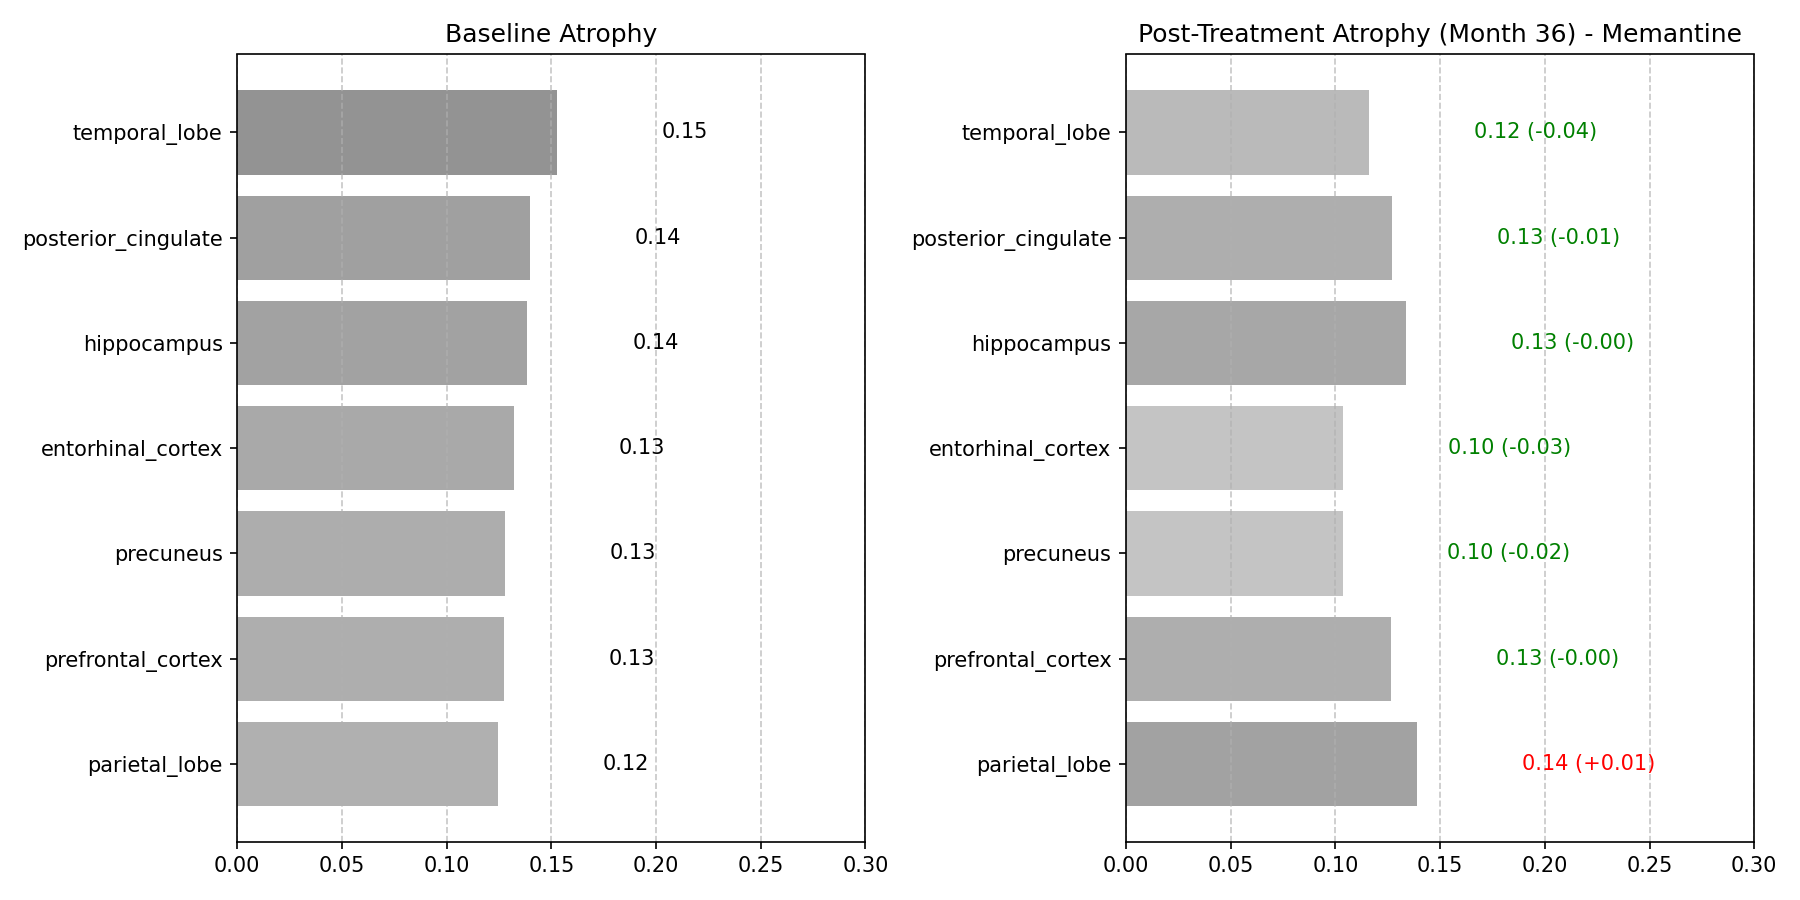 Baseline Atrophy
temporal_lobe 0.15
posterior_cingulate 0.14
hippocampus 0.14
entorhinal_cortex 0.13
precuneus 0.13
prefrontal_cortex 0.13
parietal_lobe 0.12
0.00 0.05 0.10 0.15 0.20 0.25 0.30
Post-Treatment Atrophy (Month 36) - Memantine
temporal_lobe 0.12 (-0.04)
posterior_cingulate 0.13 (-0.01)
hippocampus 0.13 (-0.00)
entorhinal_cortex 0.10 (-0.03)
precuneus 0.10 (-0.02)
prefrontal_cortex 0.13 (-0.00)
parietal_lobe 0.14 (+0.01)
0.00 0.05 0.10 0.15 0.20 0.25 0.30